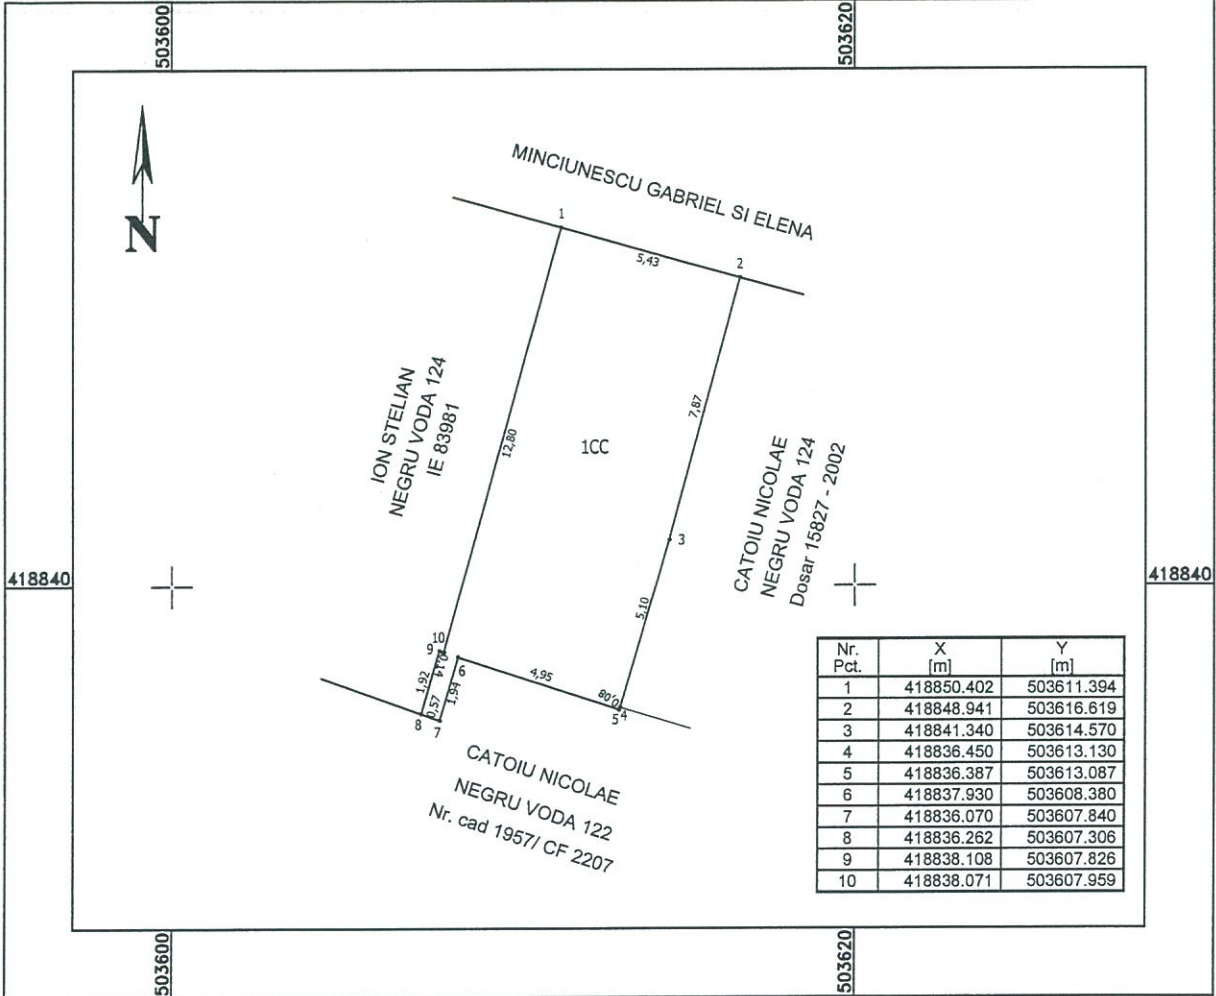 503600
503620
N
MINCIUNESCU GABRIEL SI ELENA
1
5,43
2
ION STELIAN
NEGRU VODA 124
IE 83981
12,80
7,87
1CC
CATOIU NICOLAE
NEGRU VODA 124
Dosar 15827 - 2002
3
418840
418840
5,10
10
9
0,14
6
1,92
0,57
1,94
4,95
0,08
5
4
8
7
CATOIU NICOLAE
NEGRU VODA 122
Nr. cad 1957/ CF 2207
Nr. Pct. X [m] Y [m]
1 418850.402 503611.394
2 418848.941 503616.619
3 418841.340 503614.570
4 418836.450 503613.130
5 418836.387 503613.087
6 418837.930 503608.380
7 418836.070 503607.840
8 418836.262 503607.306
9 418838.108 503607.826
10 418838.071 503607.959
503600
503620